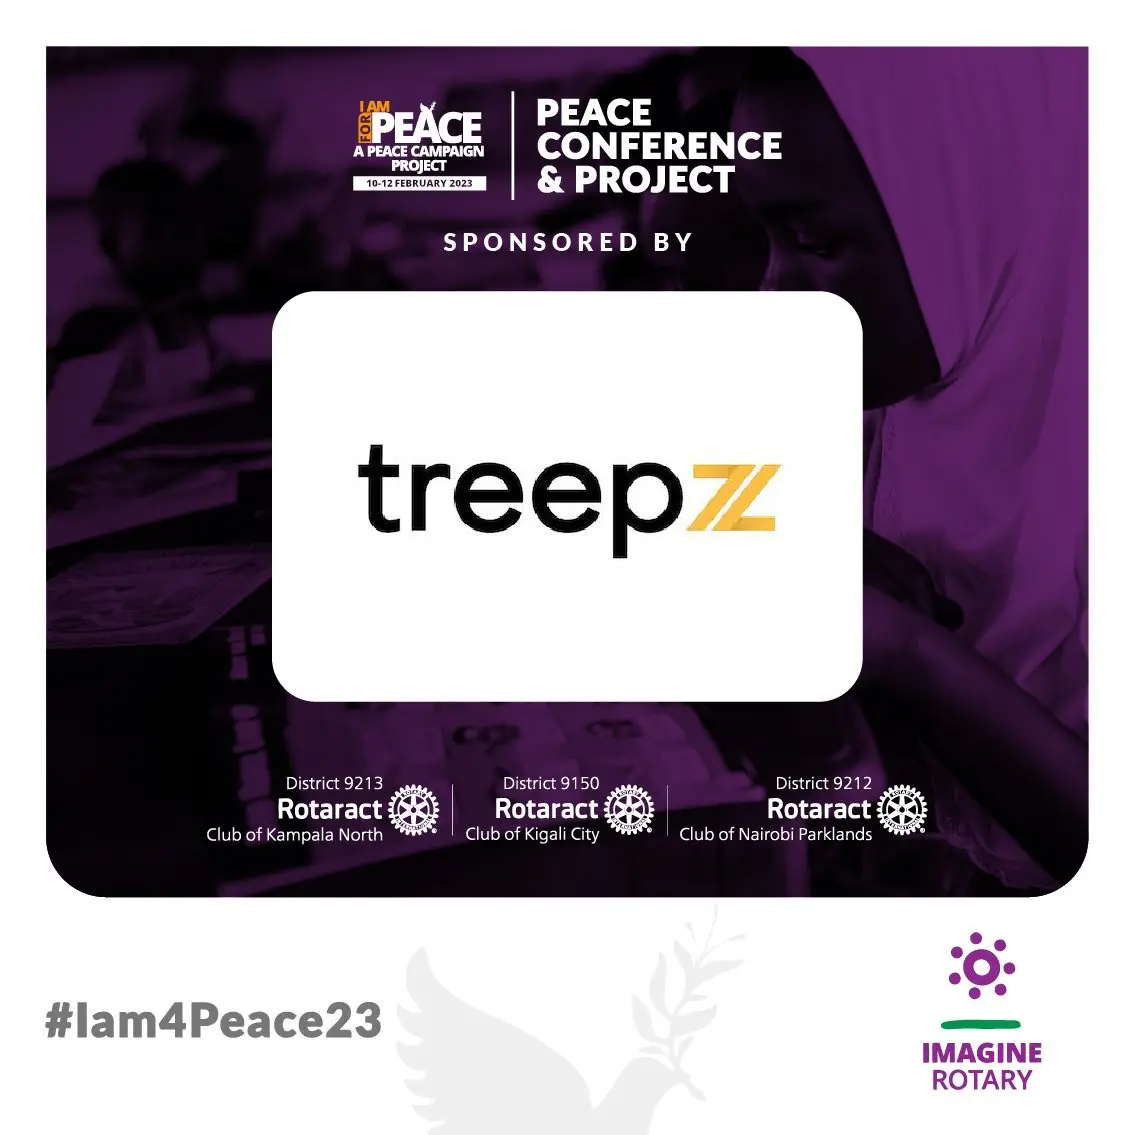 I AM
FOR
PEACE
A PEACE CAMPAIGN
PROJECT
10-12 FEBRUARY 2023
PEACE
CONFERENCE
& PROJECT
SPONSORED BY
treepz
District 9213
Rotaract
Club of Kampala North
District 9150
Rotaract
Club of Kigali City
District 9212
Rotaract
Club of Nairobi Parklands
#Iam4Peace23
IMAGINE
ROTARY